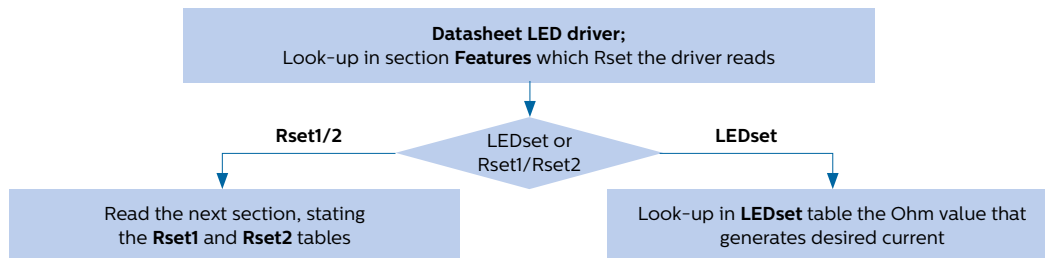 Datasheet LED driver;
Look-up in section Features which Rset the driver reads
Rset1/2
LEDset or
Rset1/Rset2
LEDset
Read the next section, stating
the Rset1 and Rset2 tables
Look-up in LEDset table the Ohm value that
generates desired current